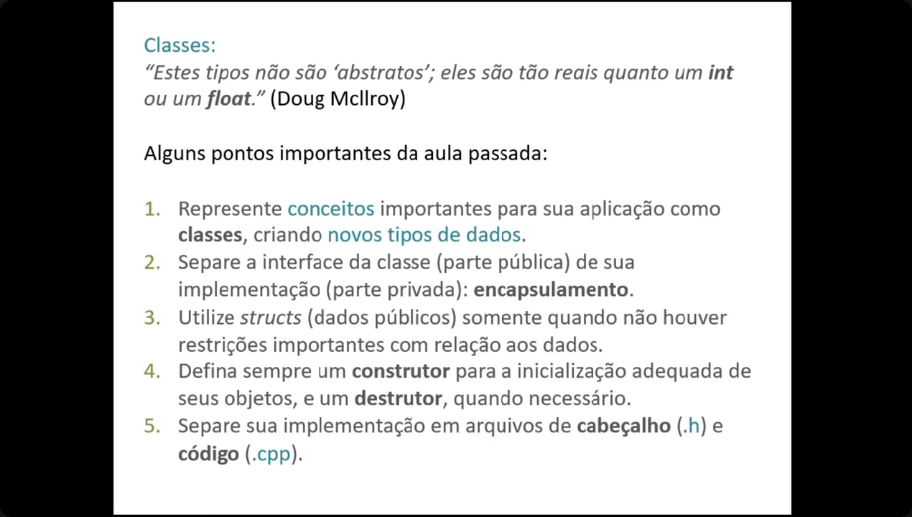 Classes:
“Estes tipos não são ‘abstratos’; eles são tão reais quanto um int
ou um float.” (Doug McIlroy)
Alguns pontos importantes da aula passada:
1. Represente conceitos importantes para sua aplicação como
classes, criando novos tipos de dados.
2. Separe a interface da classe (parte pública) de sua
implementação (parte privada): encapsulamento.
3. Utilize structs (dados públicos) somente quando não houver
restrições importantes com relação aos dados.
4. Defina sempre um construtor para a inicialização adequada de
seus objetos, e um destrutor, quando necessário.
5. Separe sua implementação em arquivos de cabeçalho (.h) e
código (.cpp).